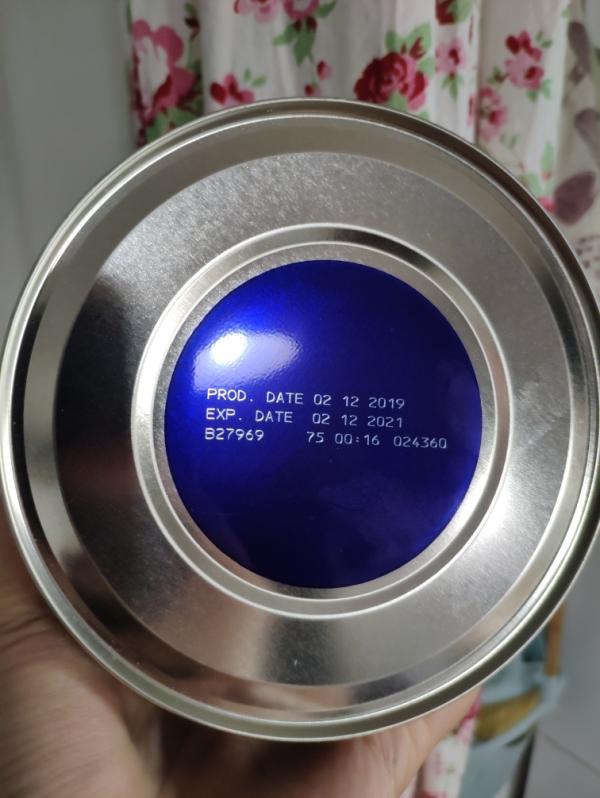 PROD. DATE 02 12 2019
EXP. DATE 02 12 2021
B27969 75 00:16 024360